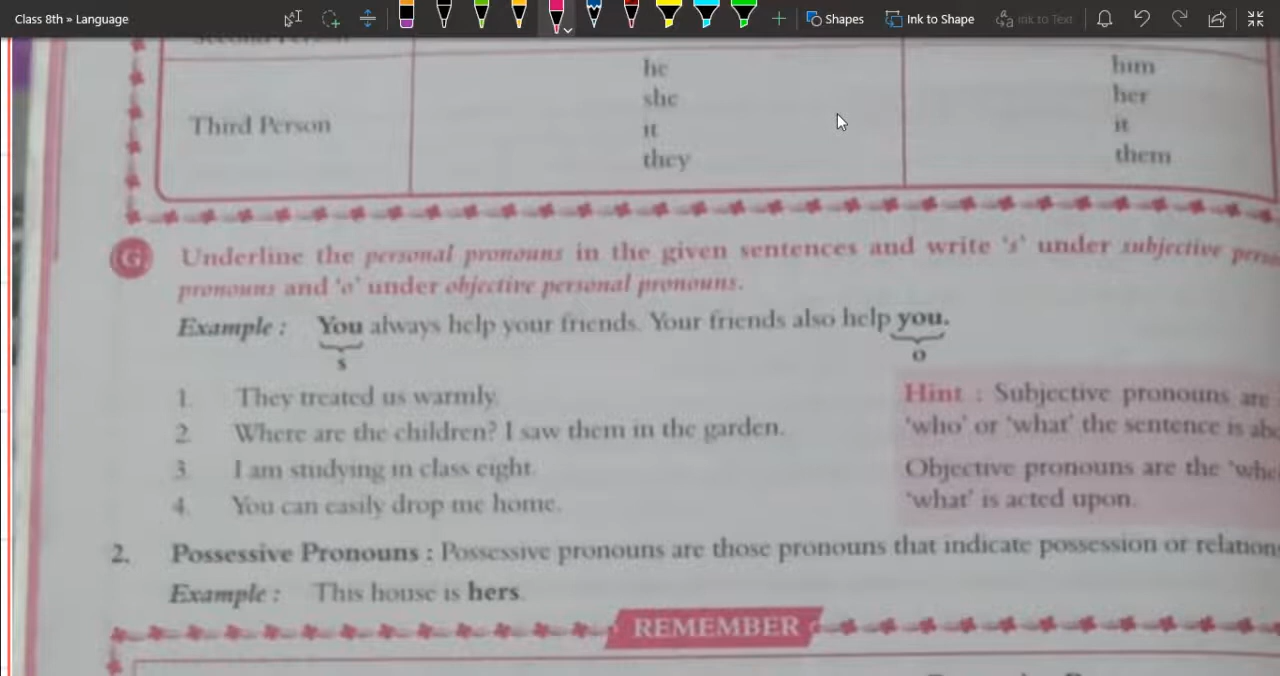 Class 8th » Language
Shapes
Ink to Shape
Ink to Text
Second Person
Third Person
he
she
it
they
him
her
it
them
G Underline the personal pronouns in the given sentences and write 's' under subjective
pronouns and 'o' under objective personal pronouns.
Example : You always help your friends. Your friends also help you.
s o
1. They treated us warmly.
2. Where are the children? I saw them in the garden.
3. I am studying in class eight.
4. You can easily drop me home.
Hint : Subjective pronouns are
'who' or 'what' the sentence is
Objective pronouns are the
'what' is acted upon.
2. Possessive Pronouns : Possessive pronouns are those pronouns that indicate possession or
Example : This house is hers.
REMEMBER